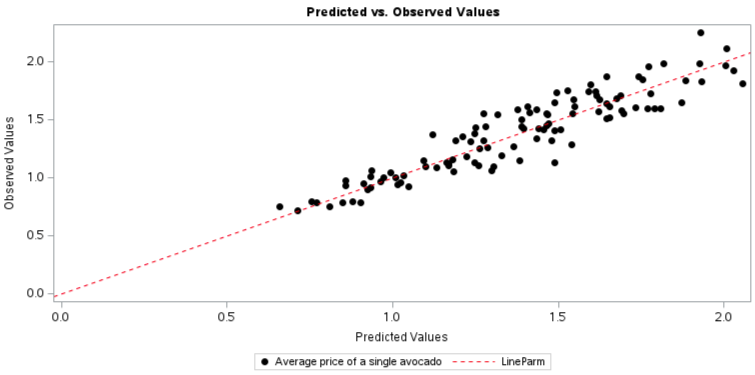 Predicted vs. Observed Values
2.0
1.5
1.0
0.5
0.0
Observed Values
0.0 0.5 1.0 1.5 2.0
Predicted Values
Average price of a single avocado LineParm